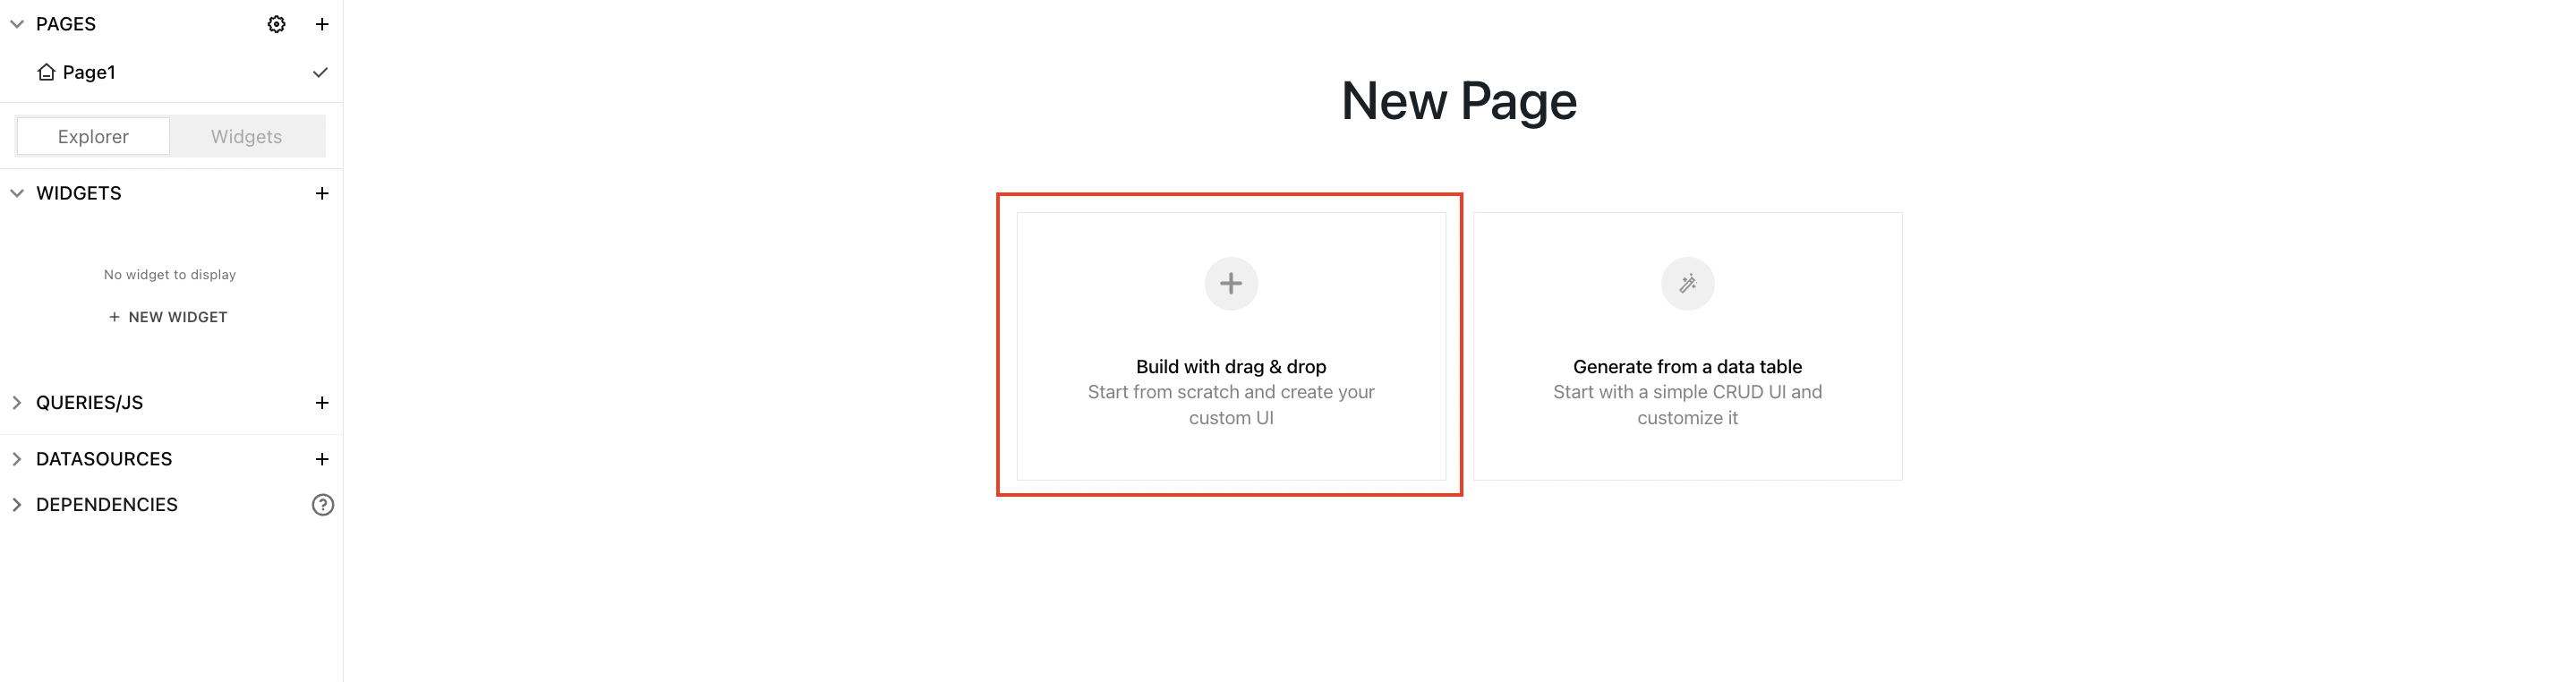 PAGES
Page1
Explorer
Widgets
WIDGETS
No widget to display
+ NEW WIDGET
QUERIES/JS
DATASOURCES
DEPENDENCIES
New Page
Build with drag & drop
Start from scratch and create your
custom UI
Generate from a data table
Start with a simple CRUD UI and
customize it